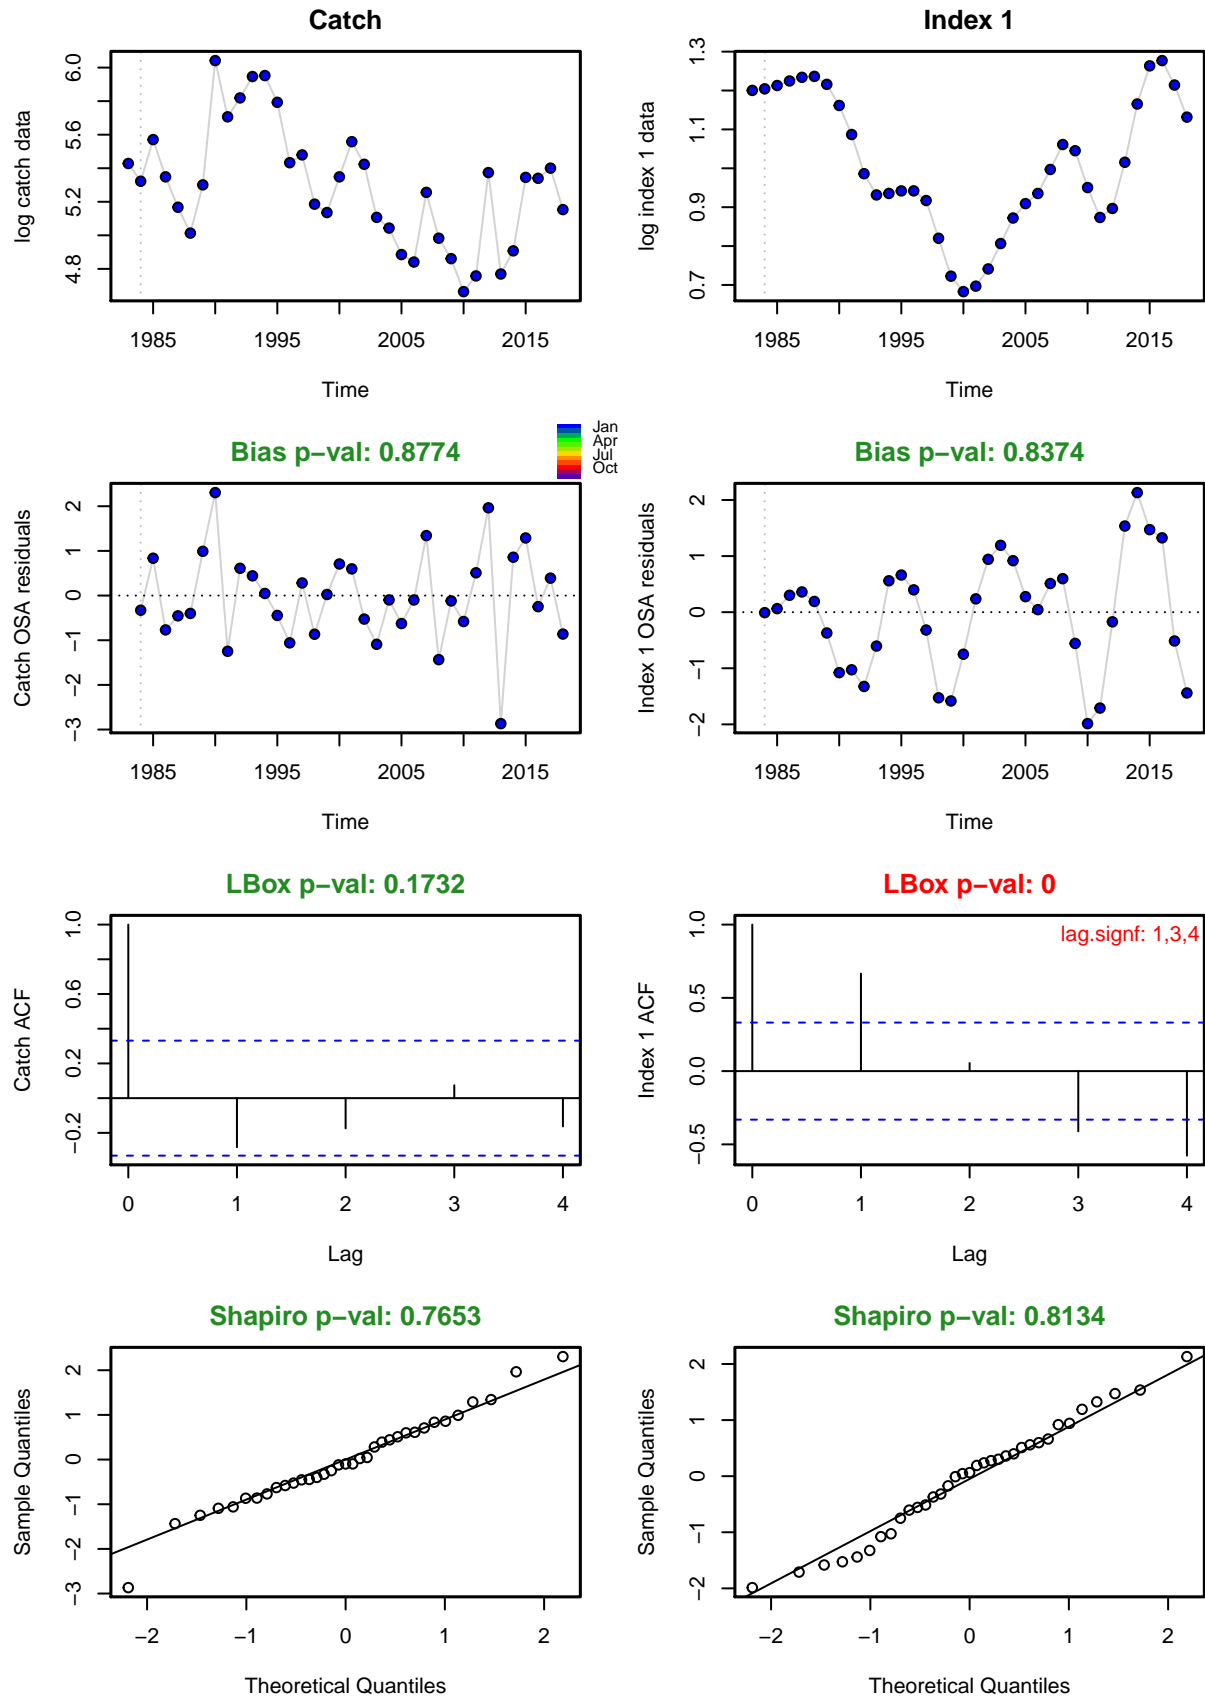 Catch
log catch data
6.0
5.6
5.2
4.8
1985 1995 2005 2015
Time
Index 1
log index 1 data
1.3
1.1
0.9
0.7
1985 1995 2005 2015
Time
Jan
Apr
Jul
Oct
Bias p−val: 0.8774
Catch OSA residuals
2
1
0
−1
−2
−3
1985 1995 2005 2015
Time
Bias p−val: 0.8374
Index 1 OSA residuals
2
1
0
−1
−2
1985 1995 2005 2015
Time
LBox p−val: 0.1732
Catch ACF
1.0
0.6
0.2
−0.2
0 1 2 3 4
Lag
LBox p−val: 0
lag.signf: 1,3,4
Index 1 ACF
1.0
0.5
0.0
−0.5
0 1 2 3 4
Lag
Shapiro p−val: 0.7653
Sample Quantiles
2
1
0
−1
−2
−3
−2 −1 0 1 2
Theoretical Quantiles
Shapiro p−val: 0.8134
Sample Quantiles
2
1
0
−1
−2
−2 −1 0 1 2
Theoretical Quantiles